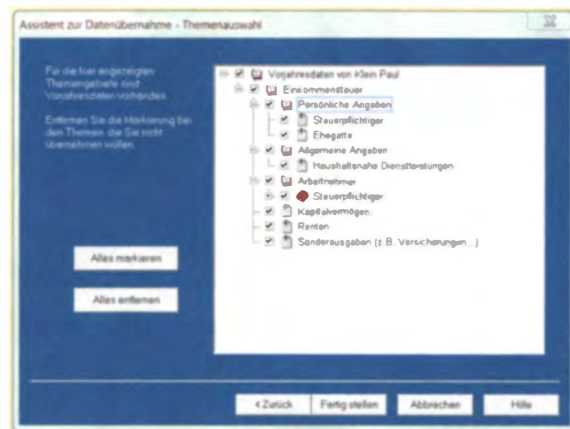 Assistent zur Datenübernahme - Themenauswahl
Für die hier angezeigten
Themengebiete sind
Vorjahresdaten vorhanden.
Entfernen Sie die Markierung bei
den Themen, die Sie nicht
übernehmen wollen.
Vorjahresdaten von Klein Paul
Einkommensteuer
Persönliche Angaben
Steuerpflichtiger
Ehegatte
Allgemeine Angaben
Haushaltsnahe Dienstleistungen
Arbeitnehmer
Steuerpflichtiger
Kapitalvermögen
Renten
Sonderausgaben (z.B. Versicherungen...)
Alles markieren
Alles entfernen
< Zurück
Fertig stellen
Abbrechen
Hilfe